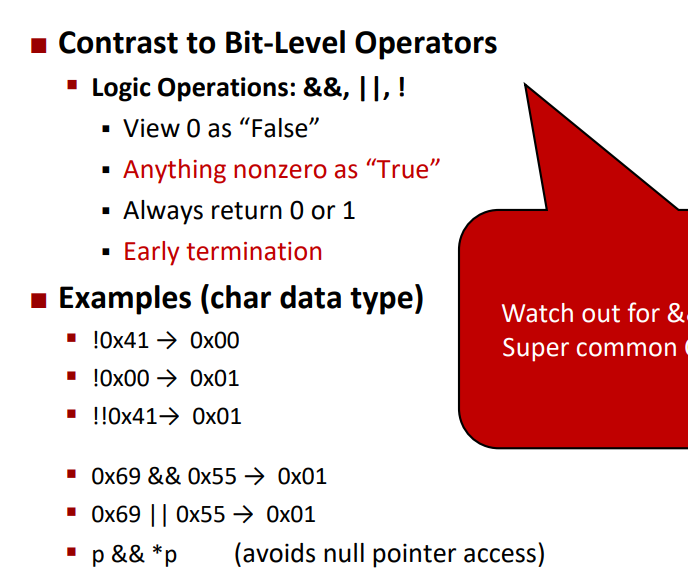 Contrast to Bit-Level Operators
Logic Operations: &&, ||, !
View 0 as “False”
Anything nonzero as “True”
Always return 0 or 1
Early termination
Examples (char data type)
!0x41 → 0x00
!0x00 → 0x01
!!0x41→ 0x01
0x69 && 0x55 → 0x01
0x69 || 0x55 → 0x01
p && *p (avoids null pointer access)
Watch out for &
Super common